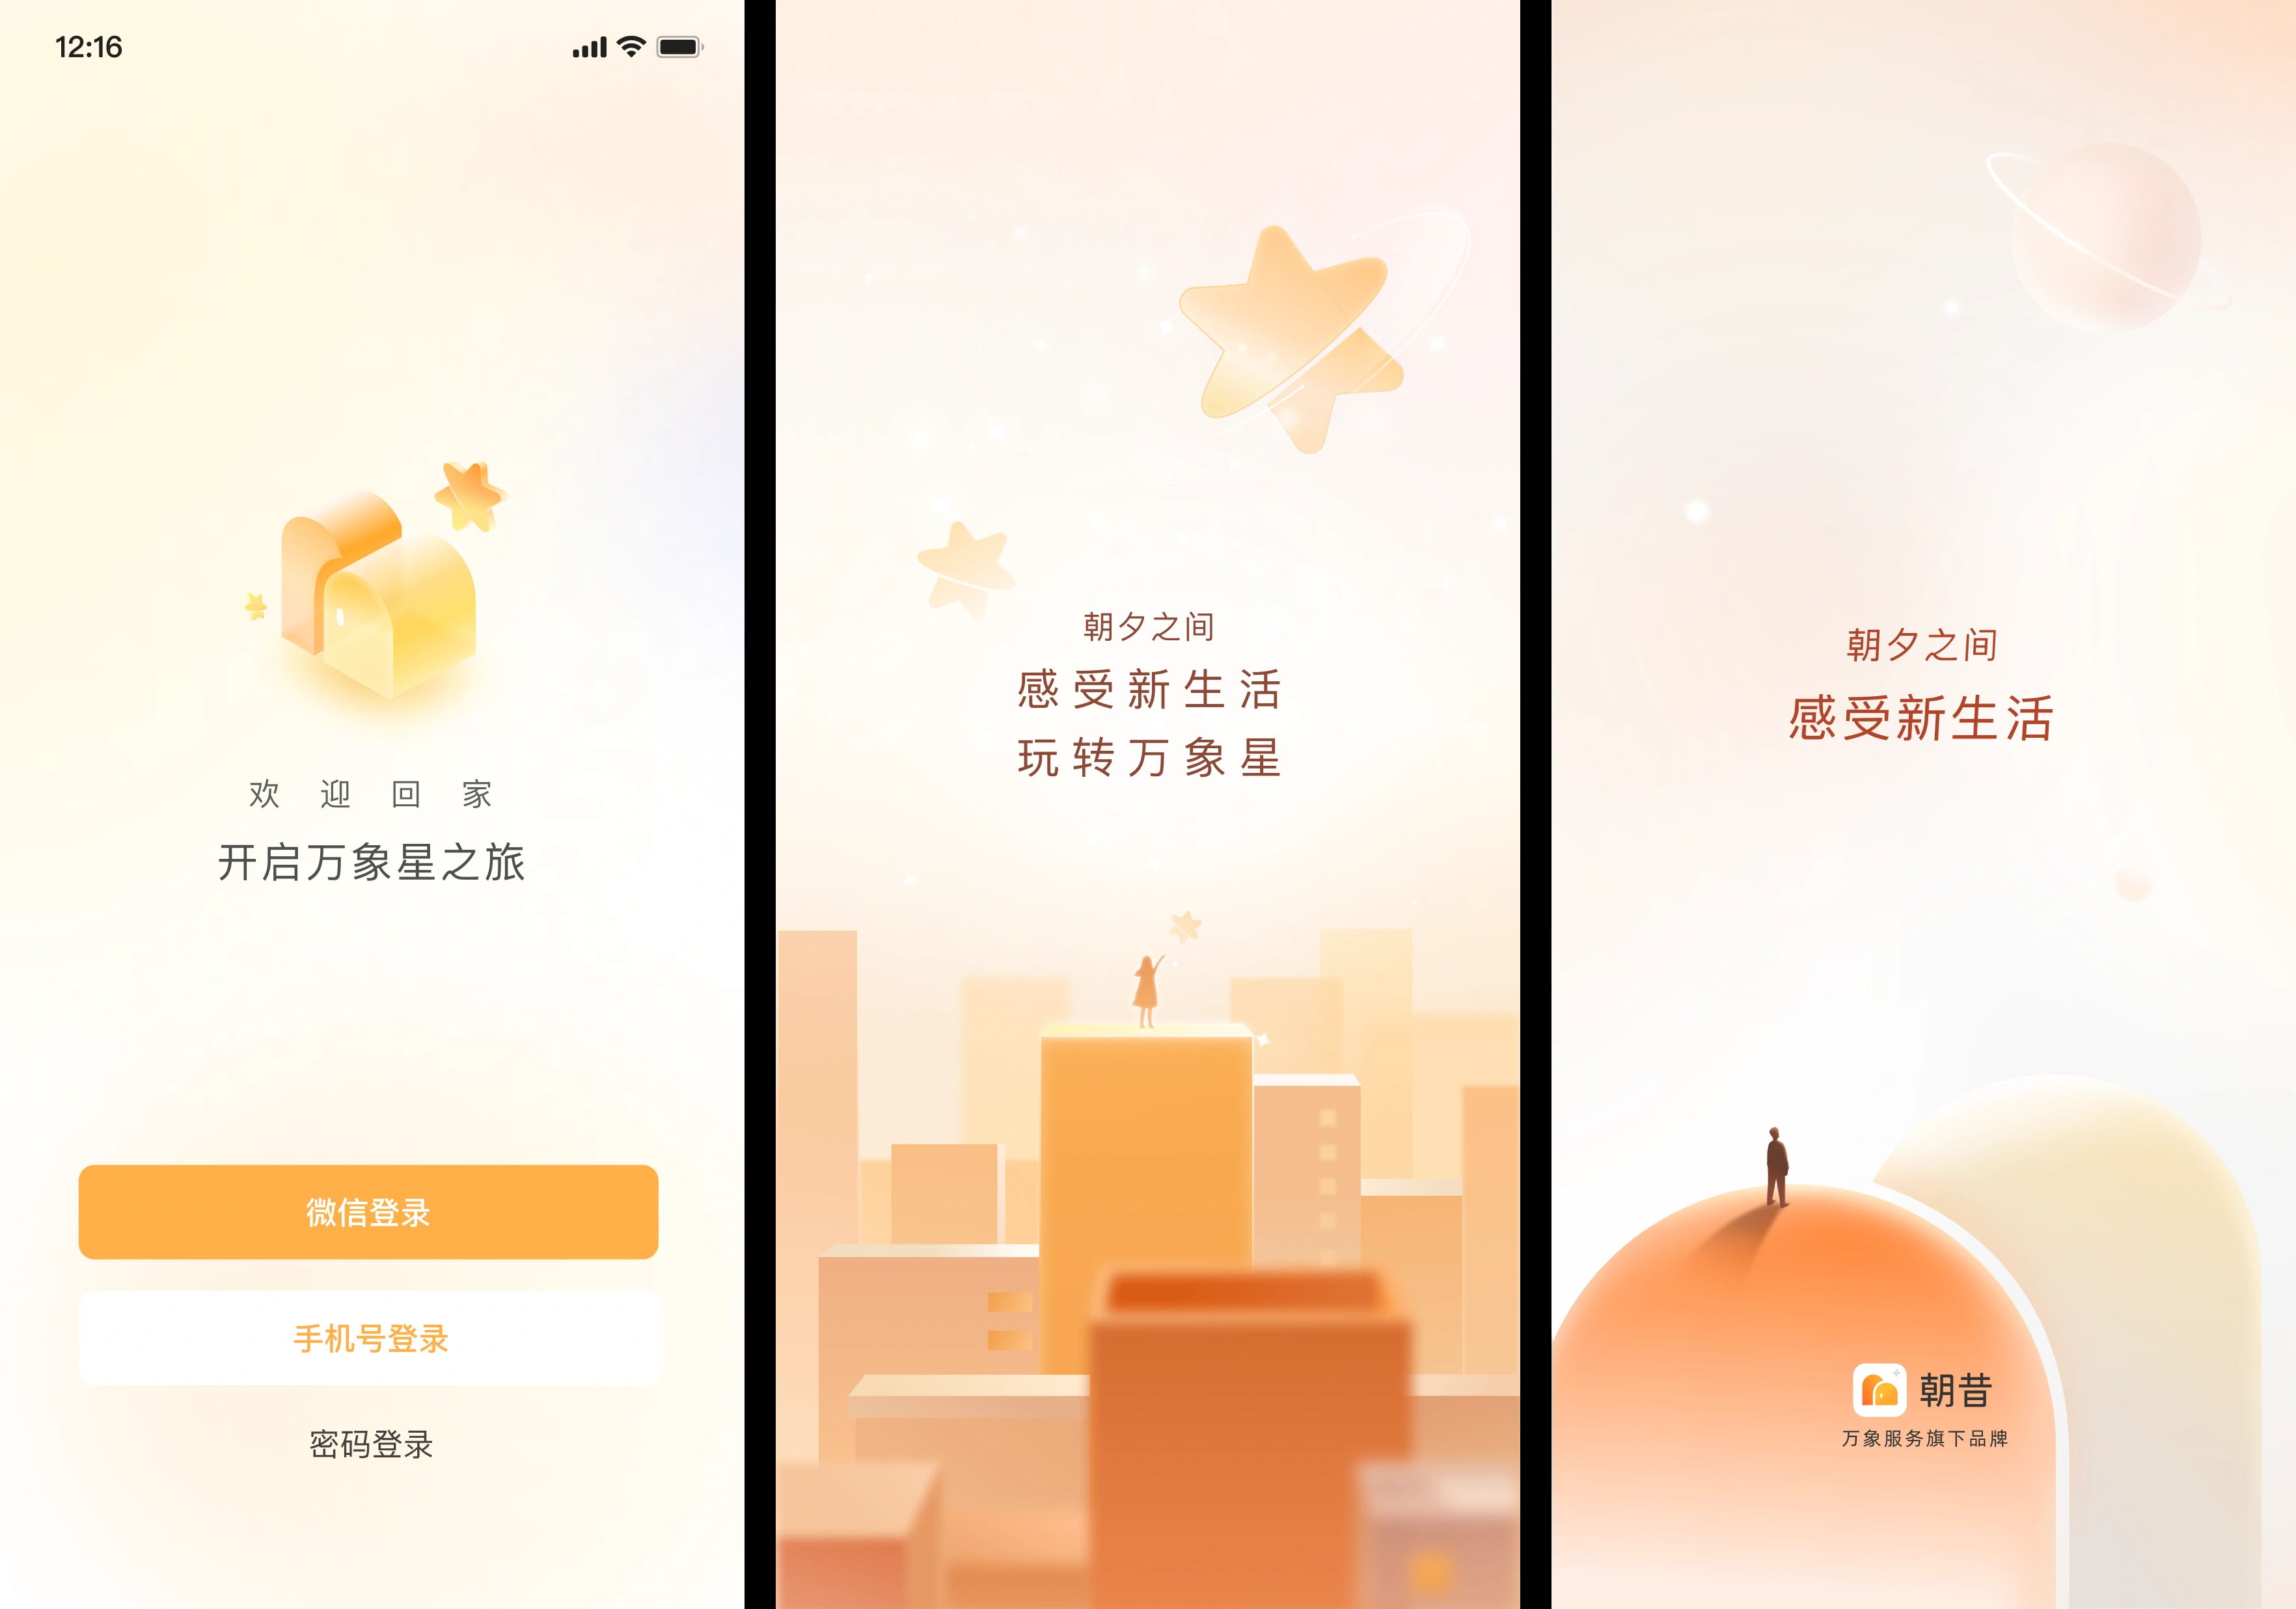 12:16
欢迎回家
开启万象星之旅
微信登录
手机号登录
密码登录
朝夕之间
感受新生活
玩转万象星
朝夕之间
感受新生活
朝昔
万象服务旗下品牌